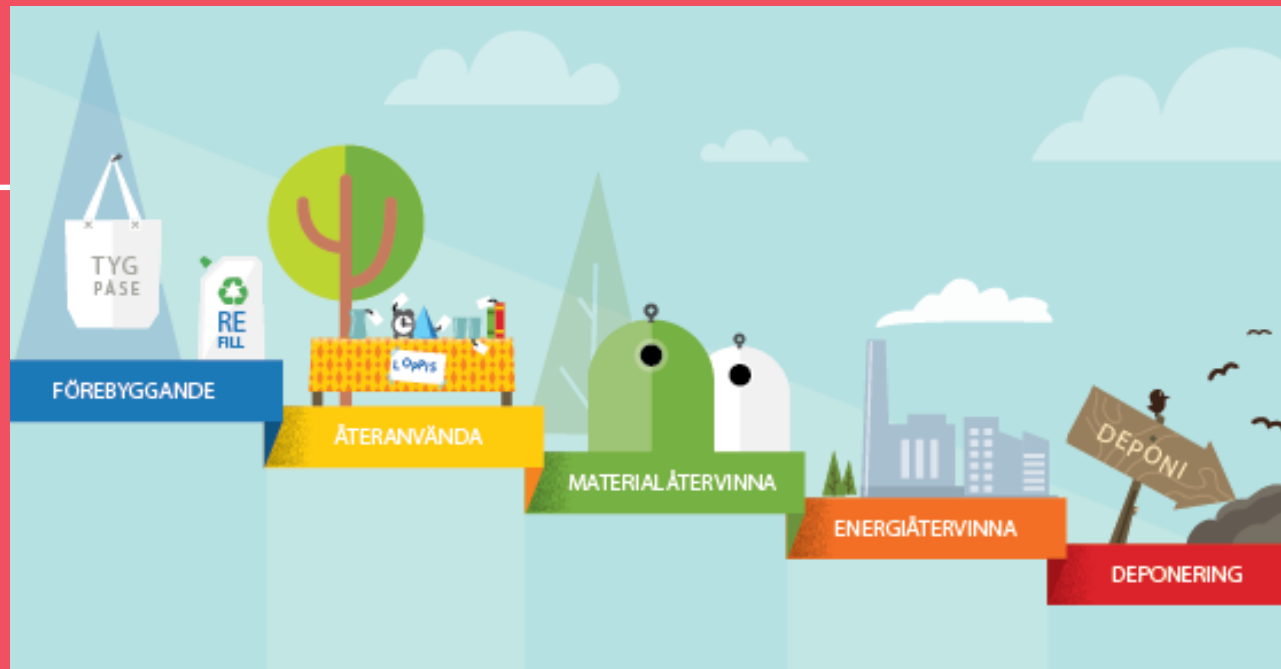 TYG
PÅSE
RE
FILL
FÖREBYGGANDE
LOPPIS
ÅTERANVÄNDA
MATERIALÅTERVINNA
ENERGIÅTERVINNA
DEPONI
DEPONERING